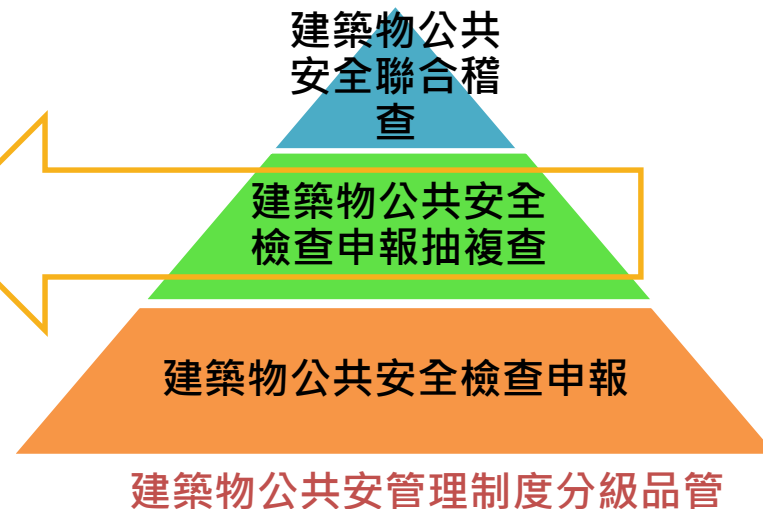 建築物公共
安全聯合稽
查
建築物公共安全
檢查申報抽複查
建築物公共安全檢查申報
建築物公共安管理制度分級品管